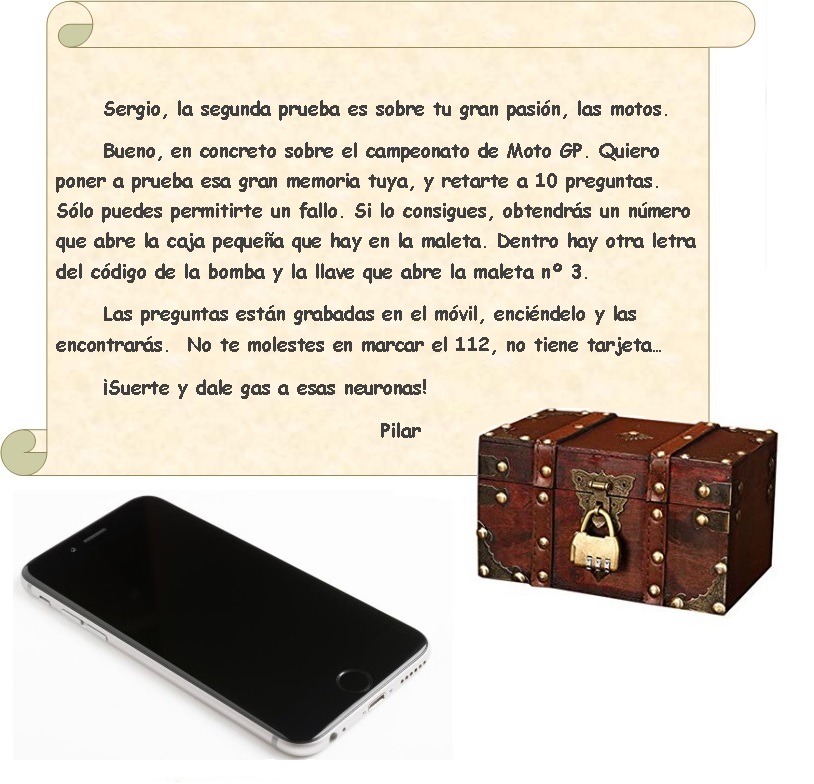 Sergio, la segunda prueba es sobre tu gran pasión, las motos.
Bueno, en concreto sobre el campeonato de Moto GP. Quiero
poner a prueba esa gran memoria tuya, y retarte a 10 preguntas.
Sólo puedes permitirte un fallo. Si lo consigues, obtendrás un número
que abre la caja pequeña que hay en la maleta. Dentro hay otra letra
del código de la bomba y la llave que abre la maleta nº 3.
Las preguntas están grabadas en el móvil, enciéndelo y las
encontrarás. No te molestes en marcar el 112, no tiene tarjeta…
¡Suerte y dale gas a esas neuronas!
Pilar